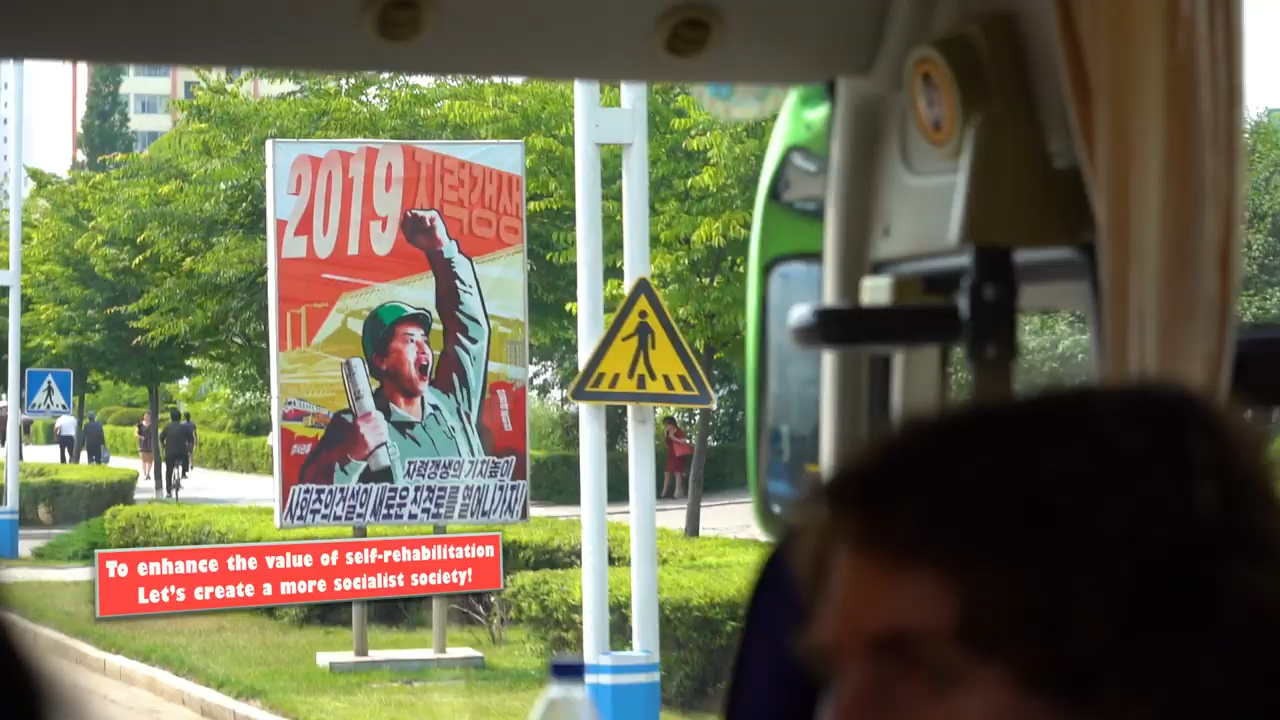 2019 자력갱생
자력갱생의 기치높이
사회주의건설의 새로운 진격로를 열어나가자!
To enhance the value of self-rehabilitation
Let's create a more socialist society!